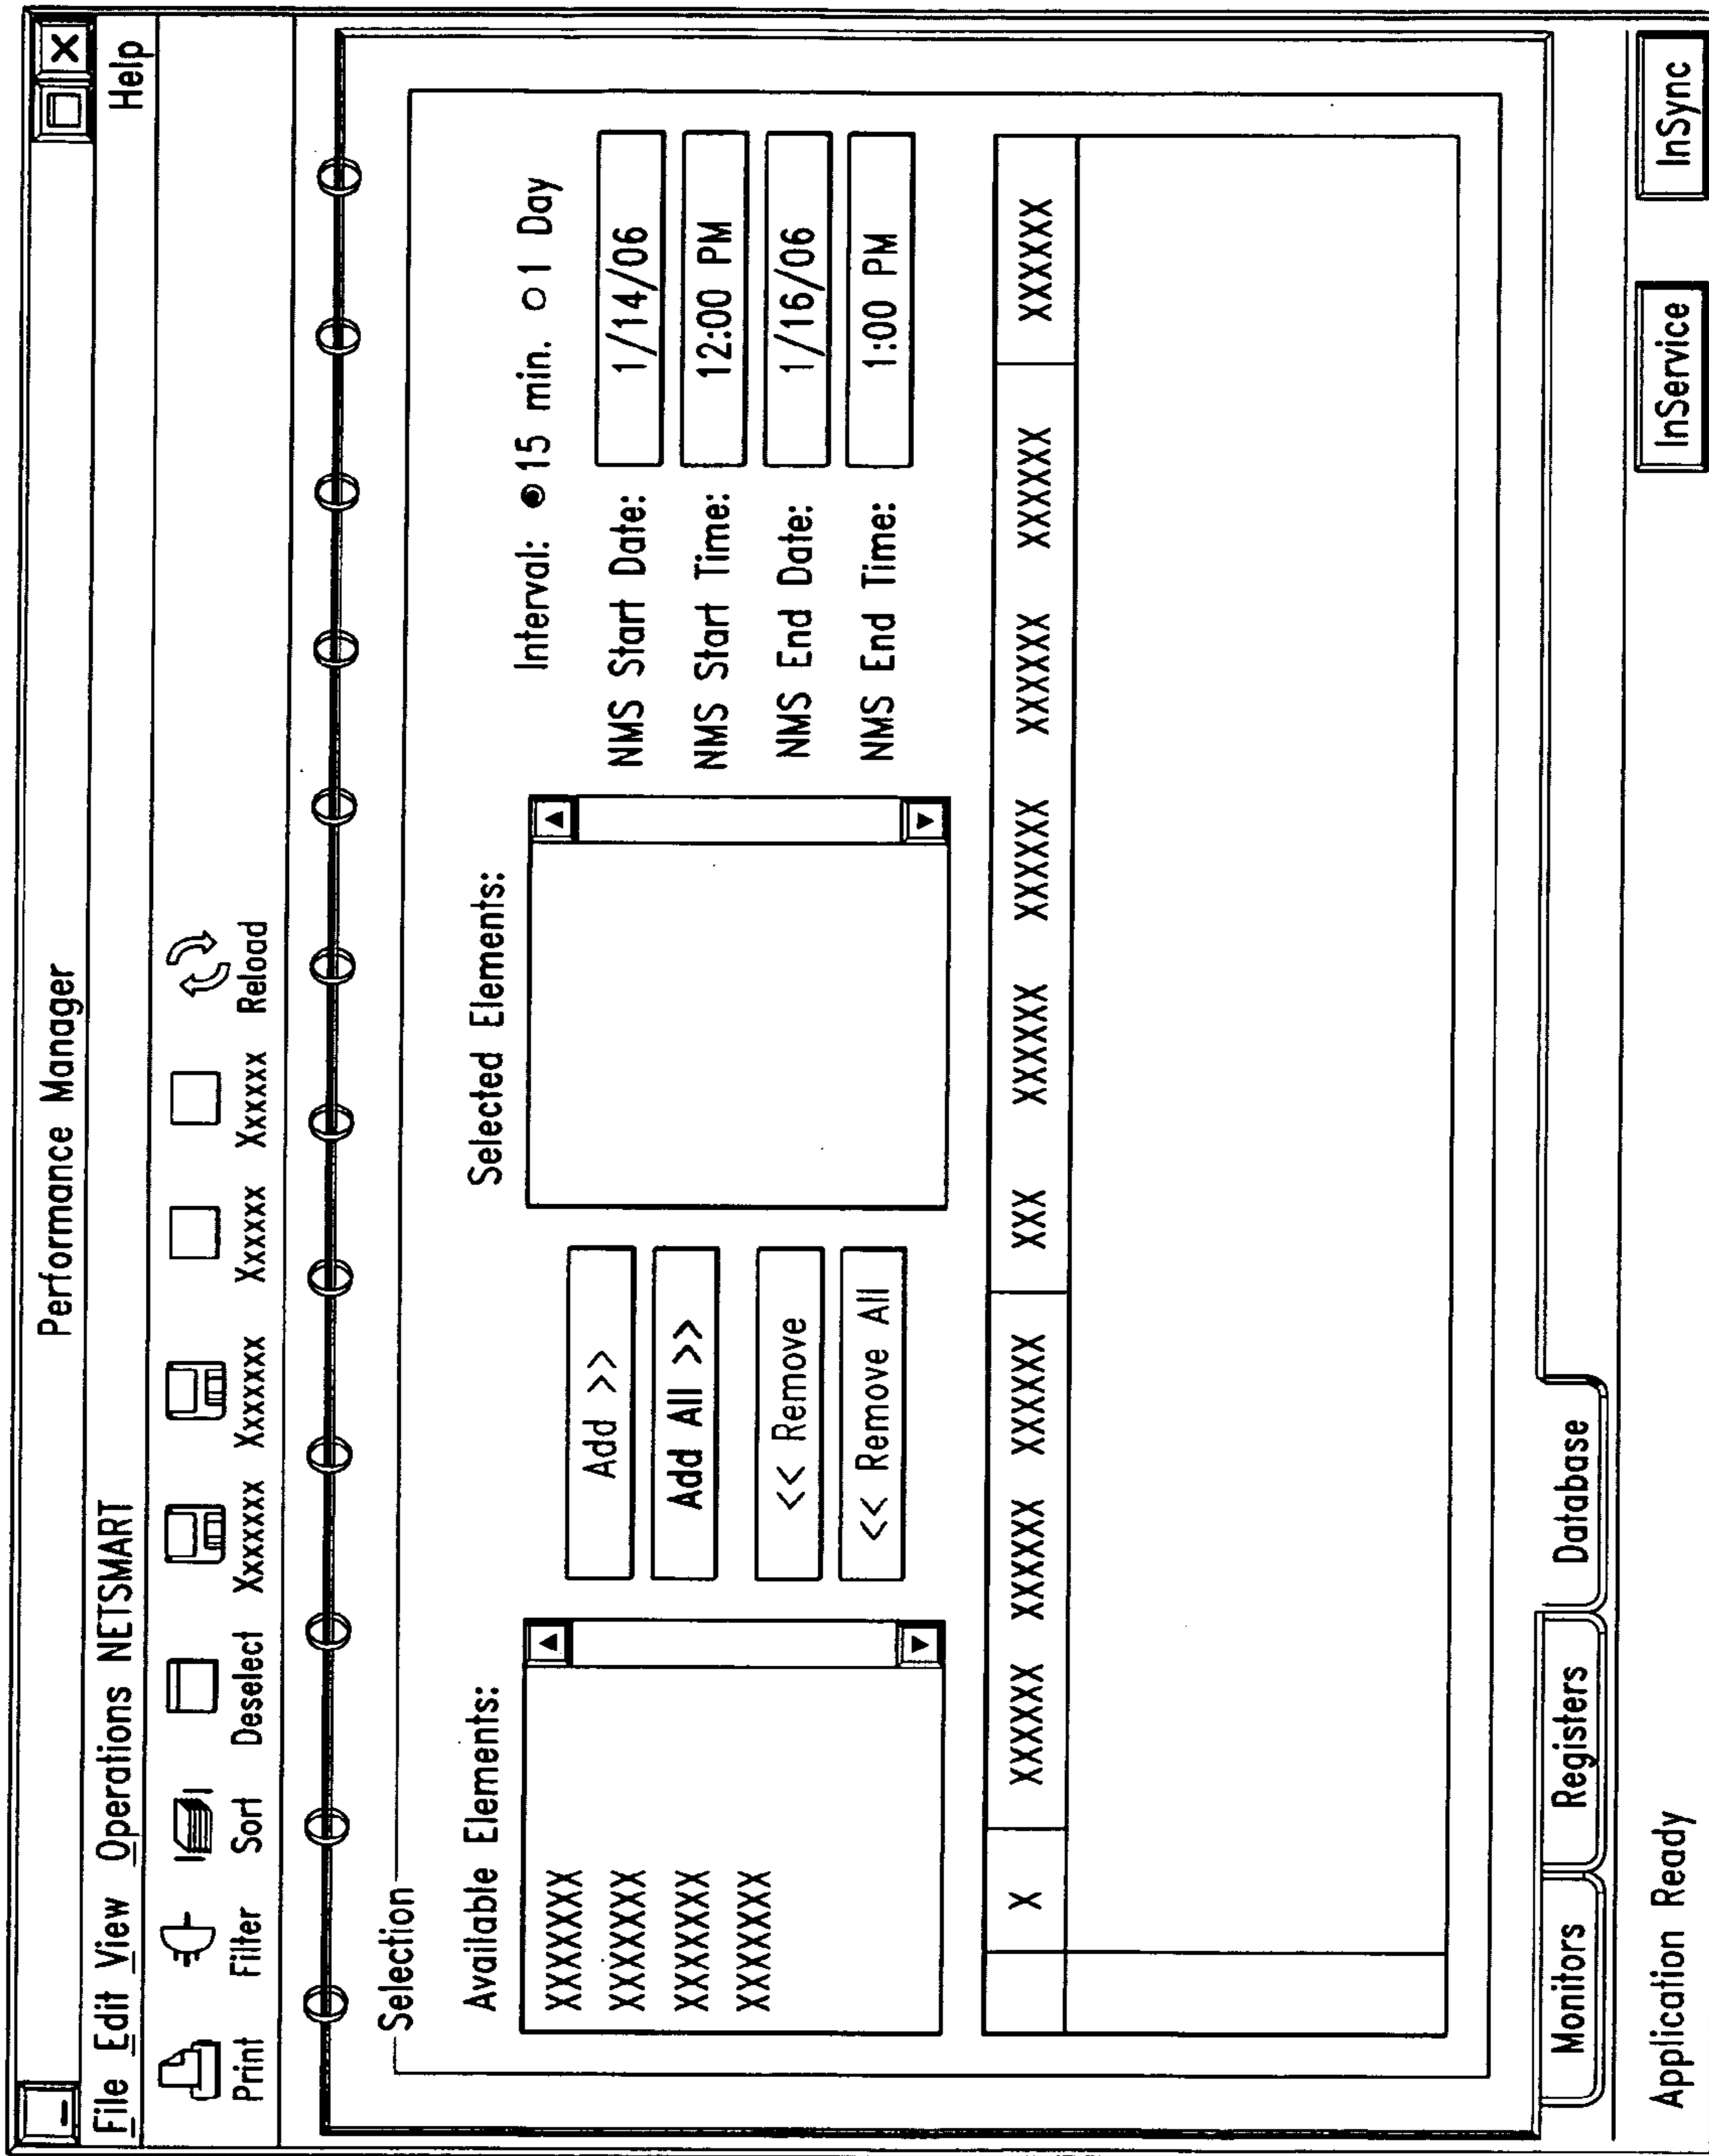 Performance Manager
File Edit View Operations NETSMART Help
Print Filter Sort Deselect Xxxxxx Xxxxxx Xxxxx Xxxxx Reload
Selection
Available Elements:
XXXXXXX
XXXXXXX
XXXXXXX
XXXXXXX
Add >>
Add All >>
<< Remove
<< Remove All
Selected Elements:
Interval: 15 min. 1 Day
NMS Start Date: 1/14/06
NMS Start Time: 12:00 PM
NMS End Date: 1/16/06
NMS End Time: 1:00 PM
X XXXXXX XXXXXX XXXXXX XXX XXXXXX XXXXXX XXXXXX XXXXXX XXXXXX
Monitors Registers Database
Application Ready InService InSync